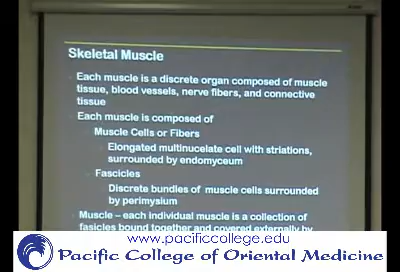 Skeletal Muscle
Each muscle is a discrete organ composed of muscle
tissue, blood vessels, nerve fibers, and connective
tissue
Each muscle is composed of
Muscle Cells or Fibers
Elongated multinucelate cell with striations,
surrounded by endomyceum
- Fascicles
Discrete bundles of muscle cells surrounded
by perimysium
Muscle – each individual muscle is a collection of
fasicles bound together and covered externally by
www.pacificcollege.edu
Pacific College of Oriental Medicine